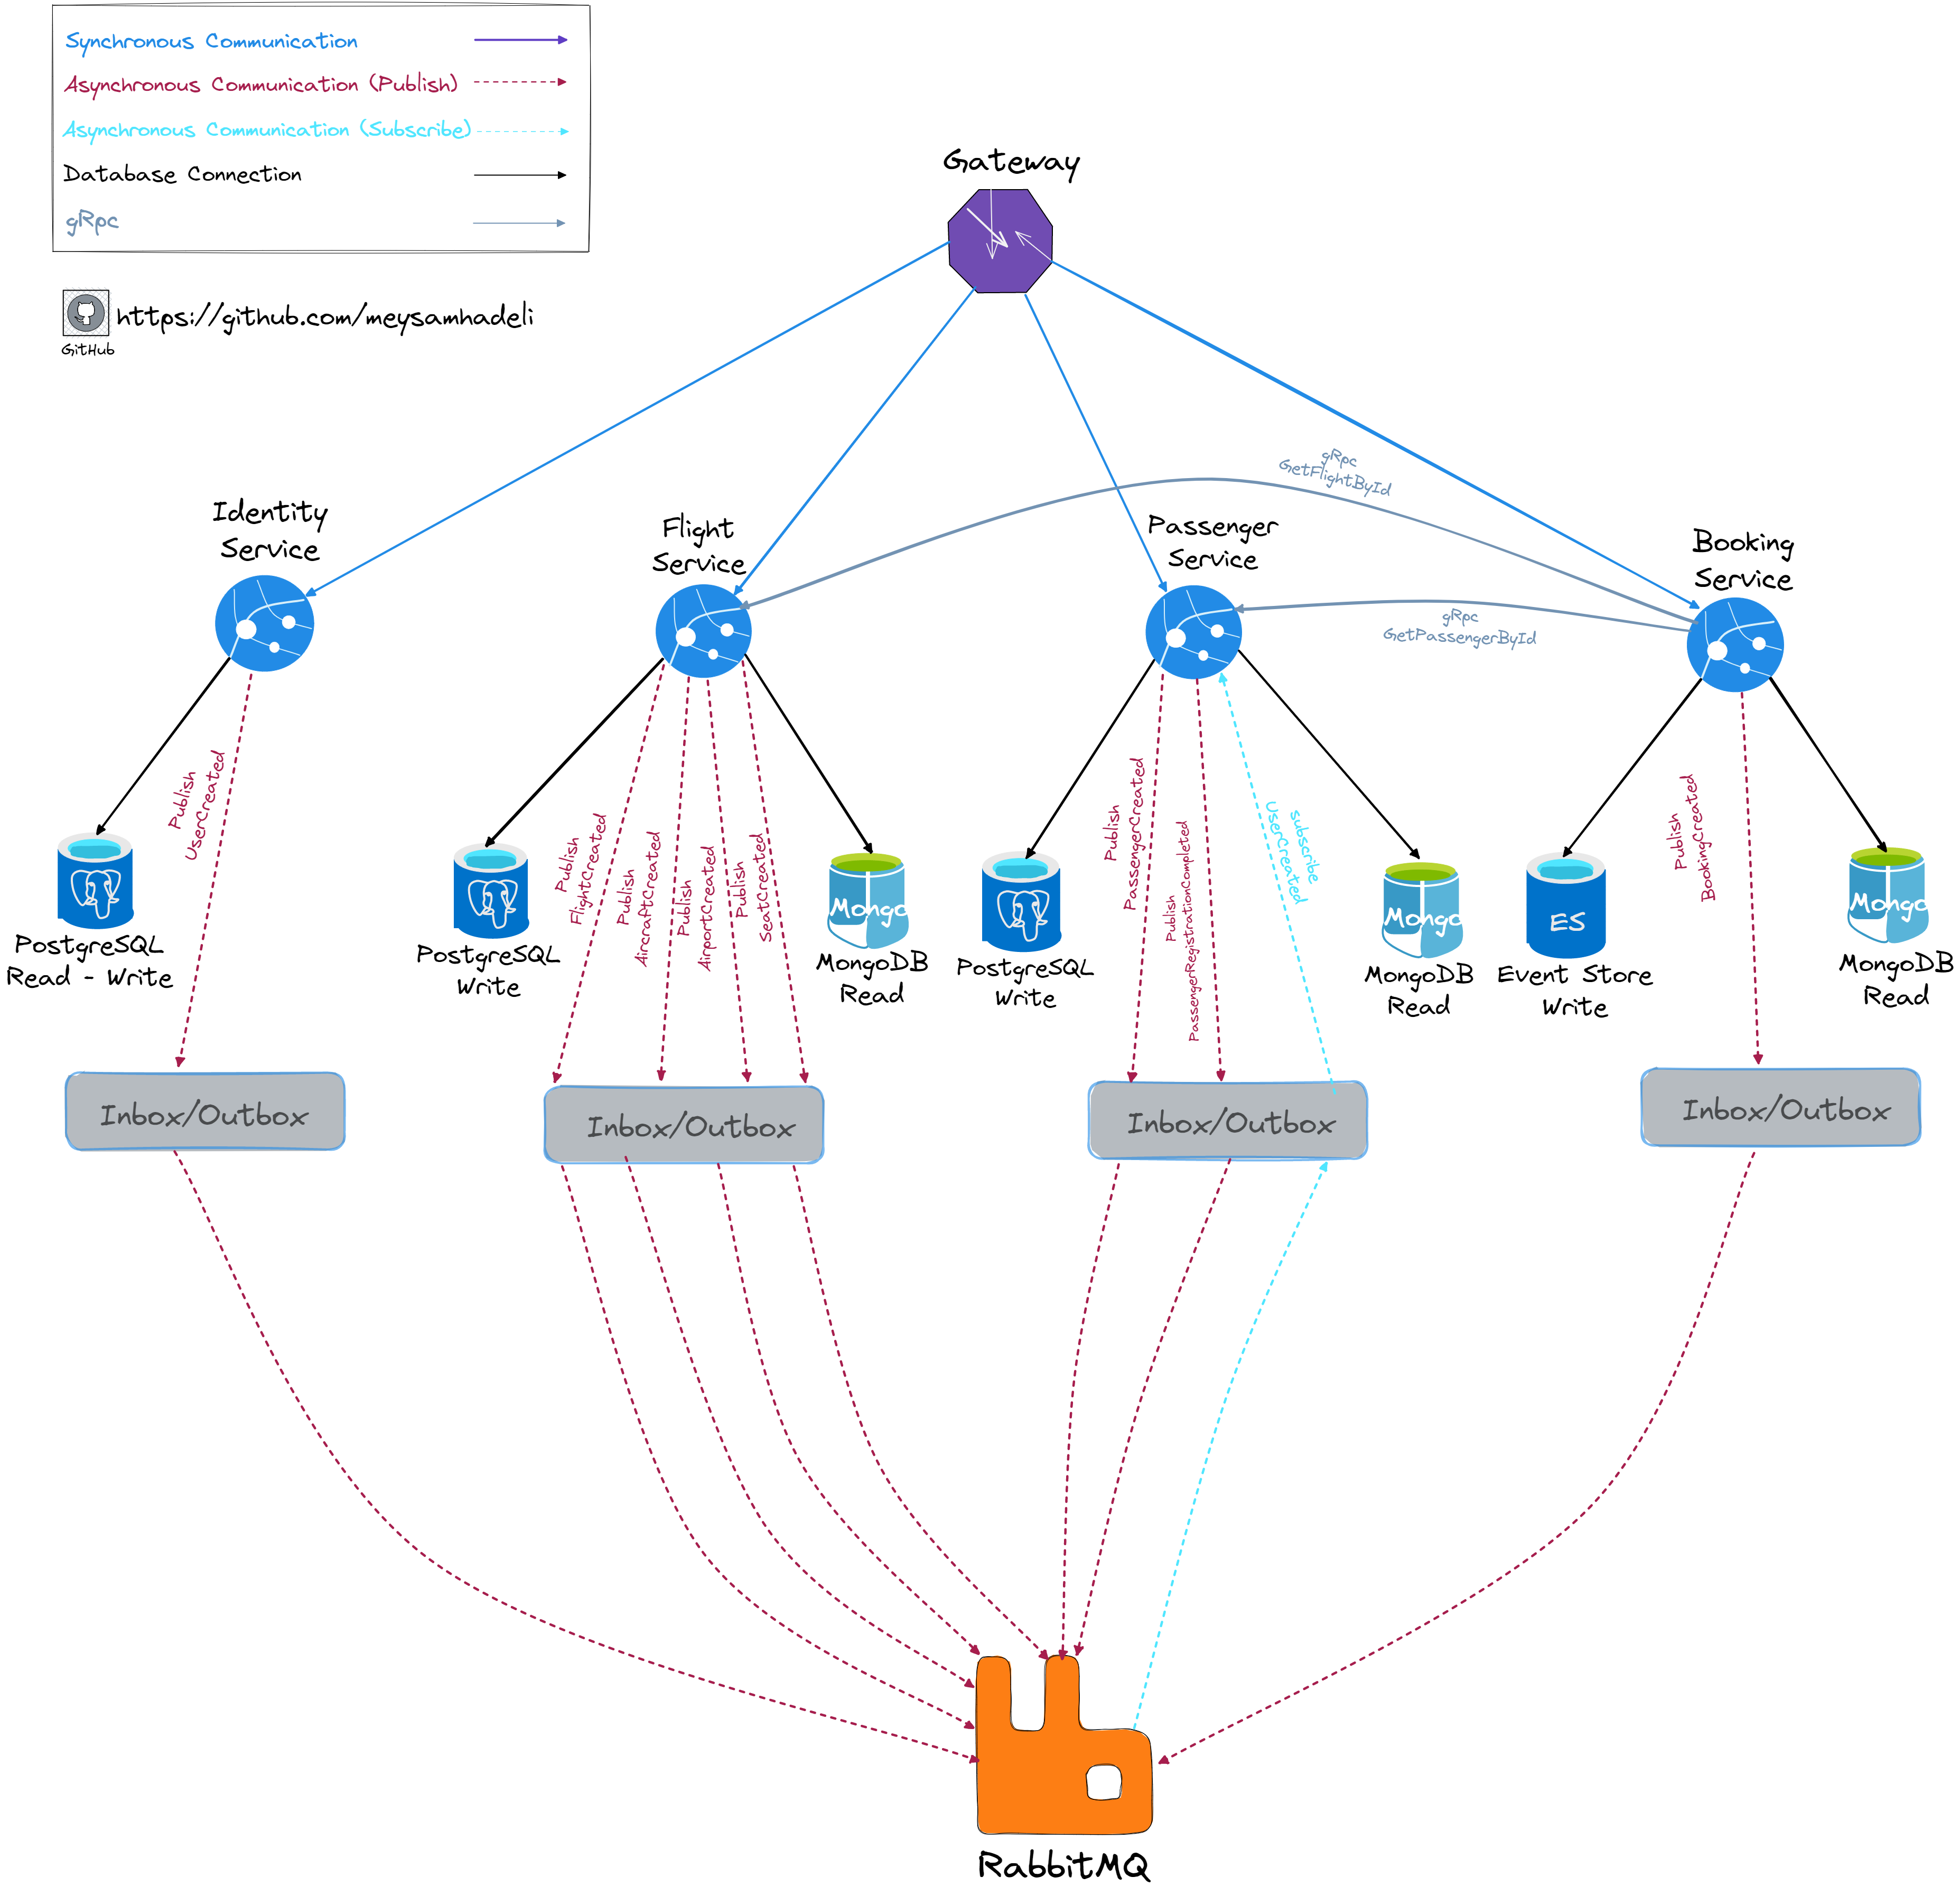 Synchronous Communication
Asynchronous Communication (Publish)
Asynchronous Communication (Subscribe)
Database Connection
gRpc
https://github.com/meysamhadeli
GitHub
Gateway
gRpc
GetFlightById
Identity
Service
Flight
Service
Passenger
Service
Booking
Service
gRpc
GetPassengerById
Publish
UserCreated
Publish
FlightCreated
Publish
AircraftCreated
Publish
AirportCreated
Publish
SeatCreated
Publish
PassengerCreated
Publish
PassengerRegistrationCompleted
subscribe
UserCreated
Publish
BookingCreated
PostgreSQL
Read - Write
PostgreSQL
Write
Mongo
MongoDB
Read
PostgreSQL
Write
Mongo
MongoDB
Read
ES
Event Store
Write
Mongo
MongoDB
Read
Inbox/Outbox
Inbox/Outbox
Inbox/Outbox
Inbox/Outbox
RabbitMQ